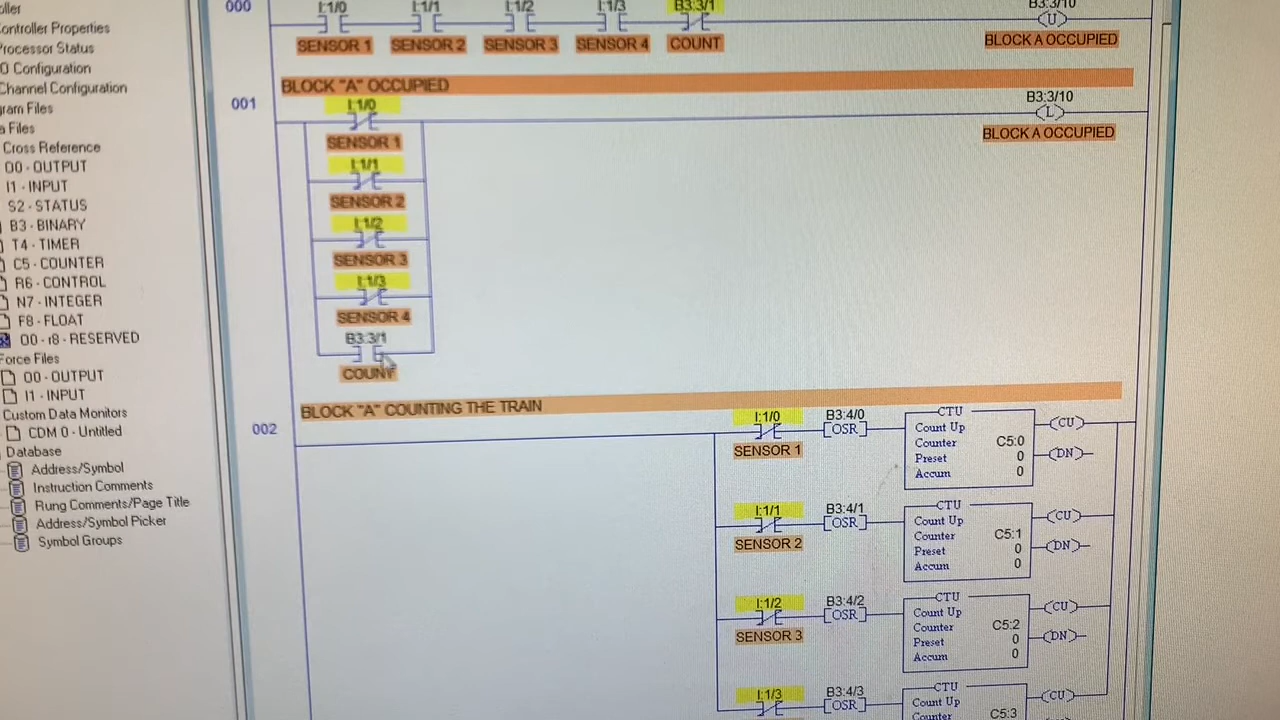 oller
ontroller Properties
Processor Status
O Configuration
Channel Configuration
gram Files
a Files
Cross Reference
O0 - OUTPUT
I1 - INPUT
S2 - STATUS
B3 - BINARY
T4 - TIMER
C5 - COUNTER
R6 - CONTROL
N7 - INTEGER
F8 - FLOAT
O0 - r8 - RESERVED
Force Files
O0 - OUTPUT
I1 - INPUT
Custom Data Monitors
CDM 0 - Untitled
Database
Address/Symbol
Instruction Comments
Rung Comments/Page Title
Address/Symbol Picker
Symbol Groups
000
I:1/0 I:1/1 I:1/2 I:1/3 B3:3/1 B3:3/10
U
SENSOR 1 SENSOR 2 SENSOR 3 SENSOR 4 COUNT BLOCK A OCCUPIED
BLOCK "A" OCCUPIED
001
I:1/0 B3:3/10
L
SENSOR 1 BLOCK A OCCUPIED
I:1/1
SENSOR 2
I:1/2
SENSOR 3
I:1/3
SENSOR 4
B3:3/1
COUNT
BLOCK "A" COUNTING THE TRAIN
002
I:1/0 B3:4/0 CTU
OSR Count Up CU
SENSOR 1 Counter C5:0
Preset 0 DN
Accum 0
I:1/1 B3:4/1 CTU
OSR Count Up CU
SENSOR 2 Counter C5:1
Preset 0 DN
Accum 0
I:1/2 B3:4/2 CTU
OSR Count Up CU
SENSOR 3 Counter C5:2
Preset 0 DN
Accum 0
I:1/3 B3:4/3 CTU
OSR Count Up CU
Counter C5:3